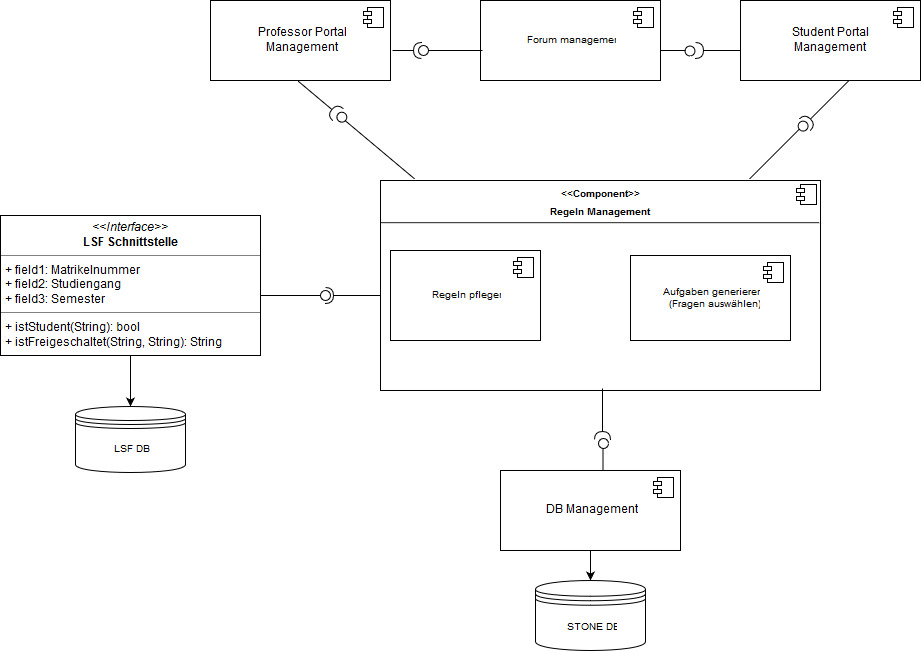 Professor Portal
Management
Forum managemer
Student Portal
Management
<<Component>>
Regeln Management
<<Interface>>
LSF Schnittstelle
+ field1: Matrikelnummer
+ field2: Studiengang
+ field3: Semester
+ istStudent(String): bool
+ istFreigeschaltet(String, String): String
Regeln pfleger
Aufgaben generierer
(Fragen auswählen)
LSF DB
DB Management
STONE DE